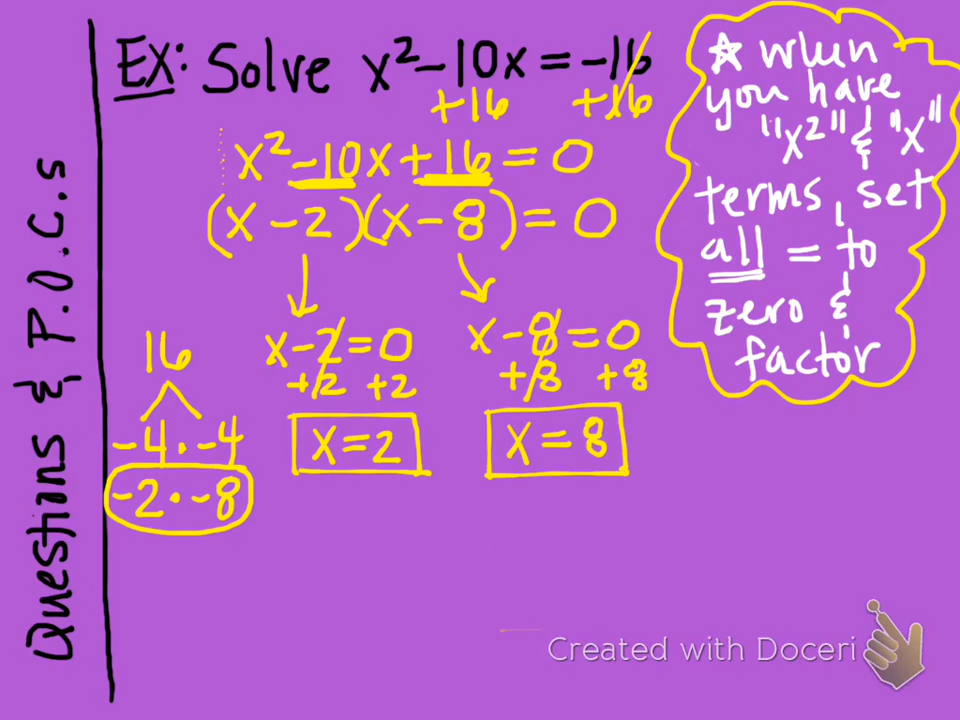 EX: Solve x² - 10x = -16
+16 +16
x² - 10x + 16 = 0
(x - 2)(x - 8) = 0
x - 2 = 0
+2 +2
x = 2
x - 8 = 0
+8 +8
x = 8
16
-4 · -4
-2 · -8
☆ when
you have
"x²" & "x"
terms, set
all = to
zero &
factor
Questions & P.O.C.s
Created with Doceri